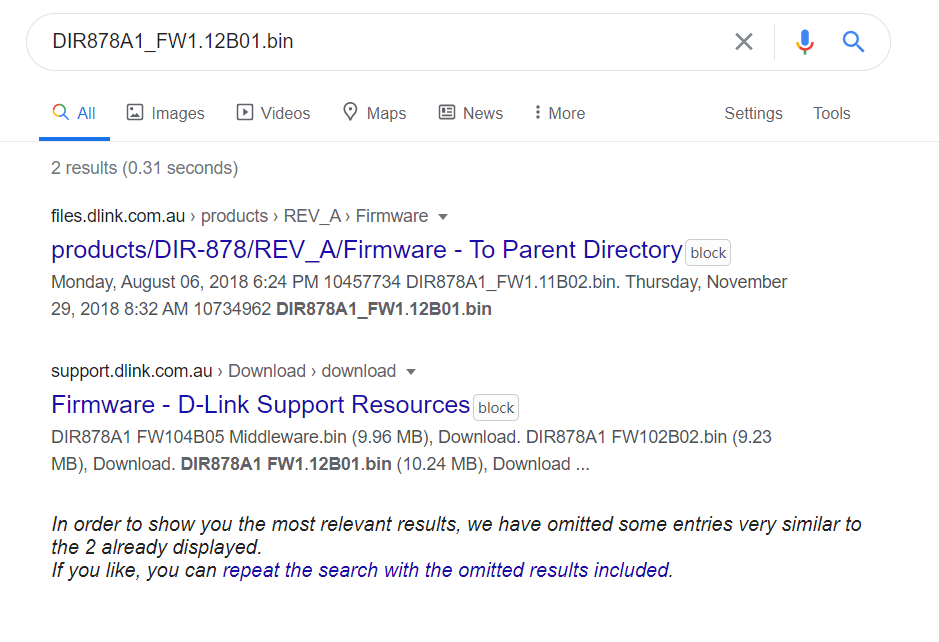 DIR878A1_FW1.12B01.bin
All Images Videos Maps News More Settings Tools
2 results (0.31 seconds)
files.dlink.com.au › products › REV_A › Firmware
products/DIR-878/REV_A/Firmware - To Parent Directory block
Monday, August 06, 2018 6:24 PM 10457734 DIR878A1_FW1.11B02.bin. Thursday, November
29, 2018 8:32 AM 10734962 DIR878A1_FW1.12B01.bin
support.dlink.com.au › Download › download
Firmware - D-Link Support Resources block
DIR878A1 FW104B05 Middleware.bin (9.96 MB), Download. DIR878A1 FW102B02.bin (9.23
MB), Download. DIR878A1 FW1.12B01.bin (10.24 MB), Download ...
In order to show you the most relevant results, we have omitted some entries very similar to
the 2 already displayed.
If you like, you can repeat the search with the omitted results included.